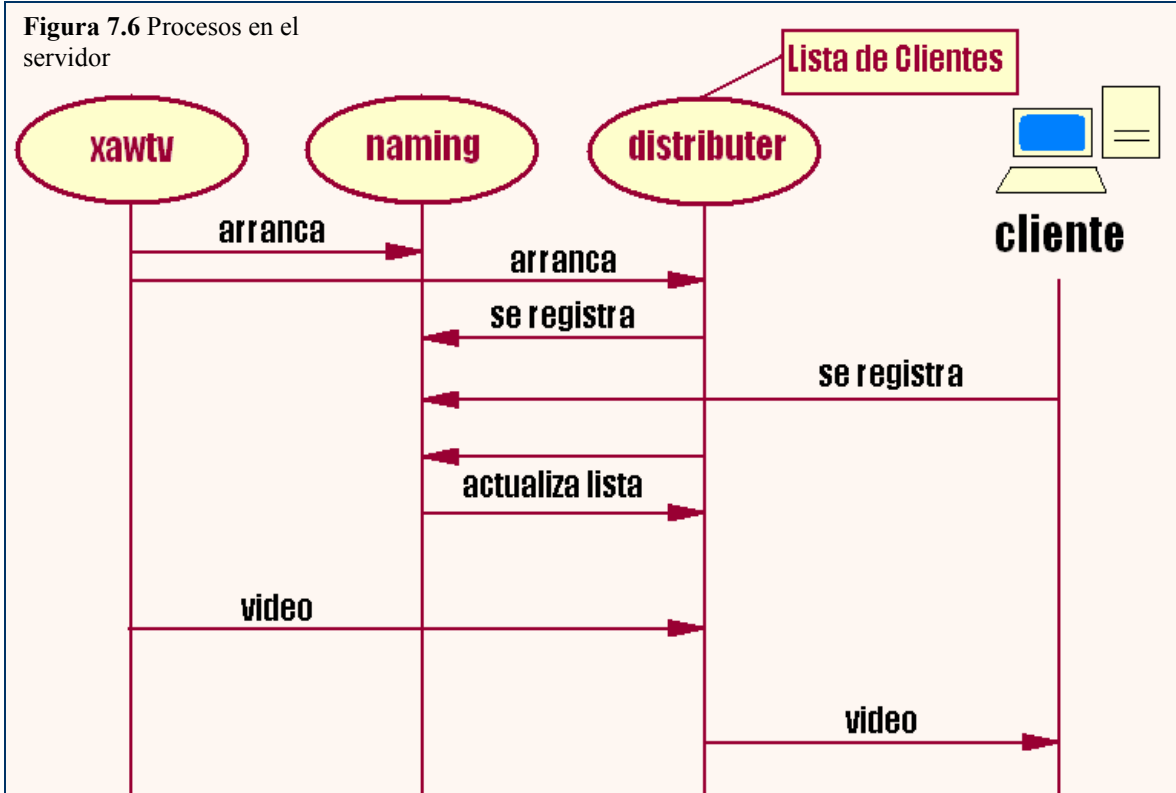 Figura 7.6 Procesos en el
servidor
Lista de Clientes
xawtv
naming
distributer
cliente
arranca
arranca
se registra
se registra
actualiza lista
video
video